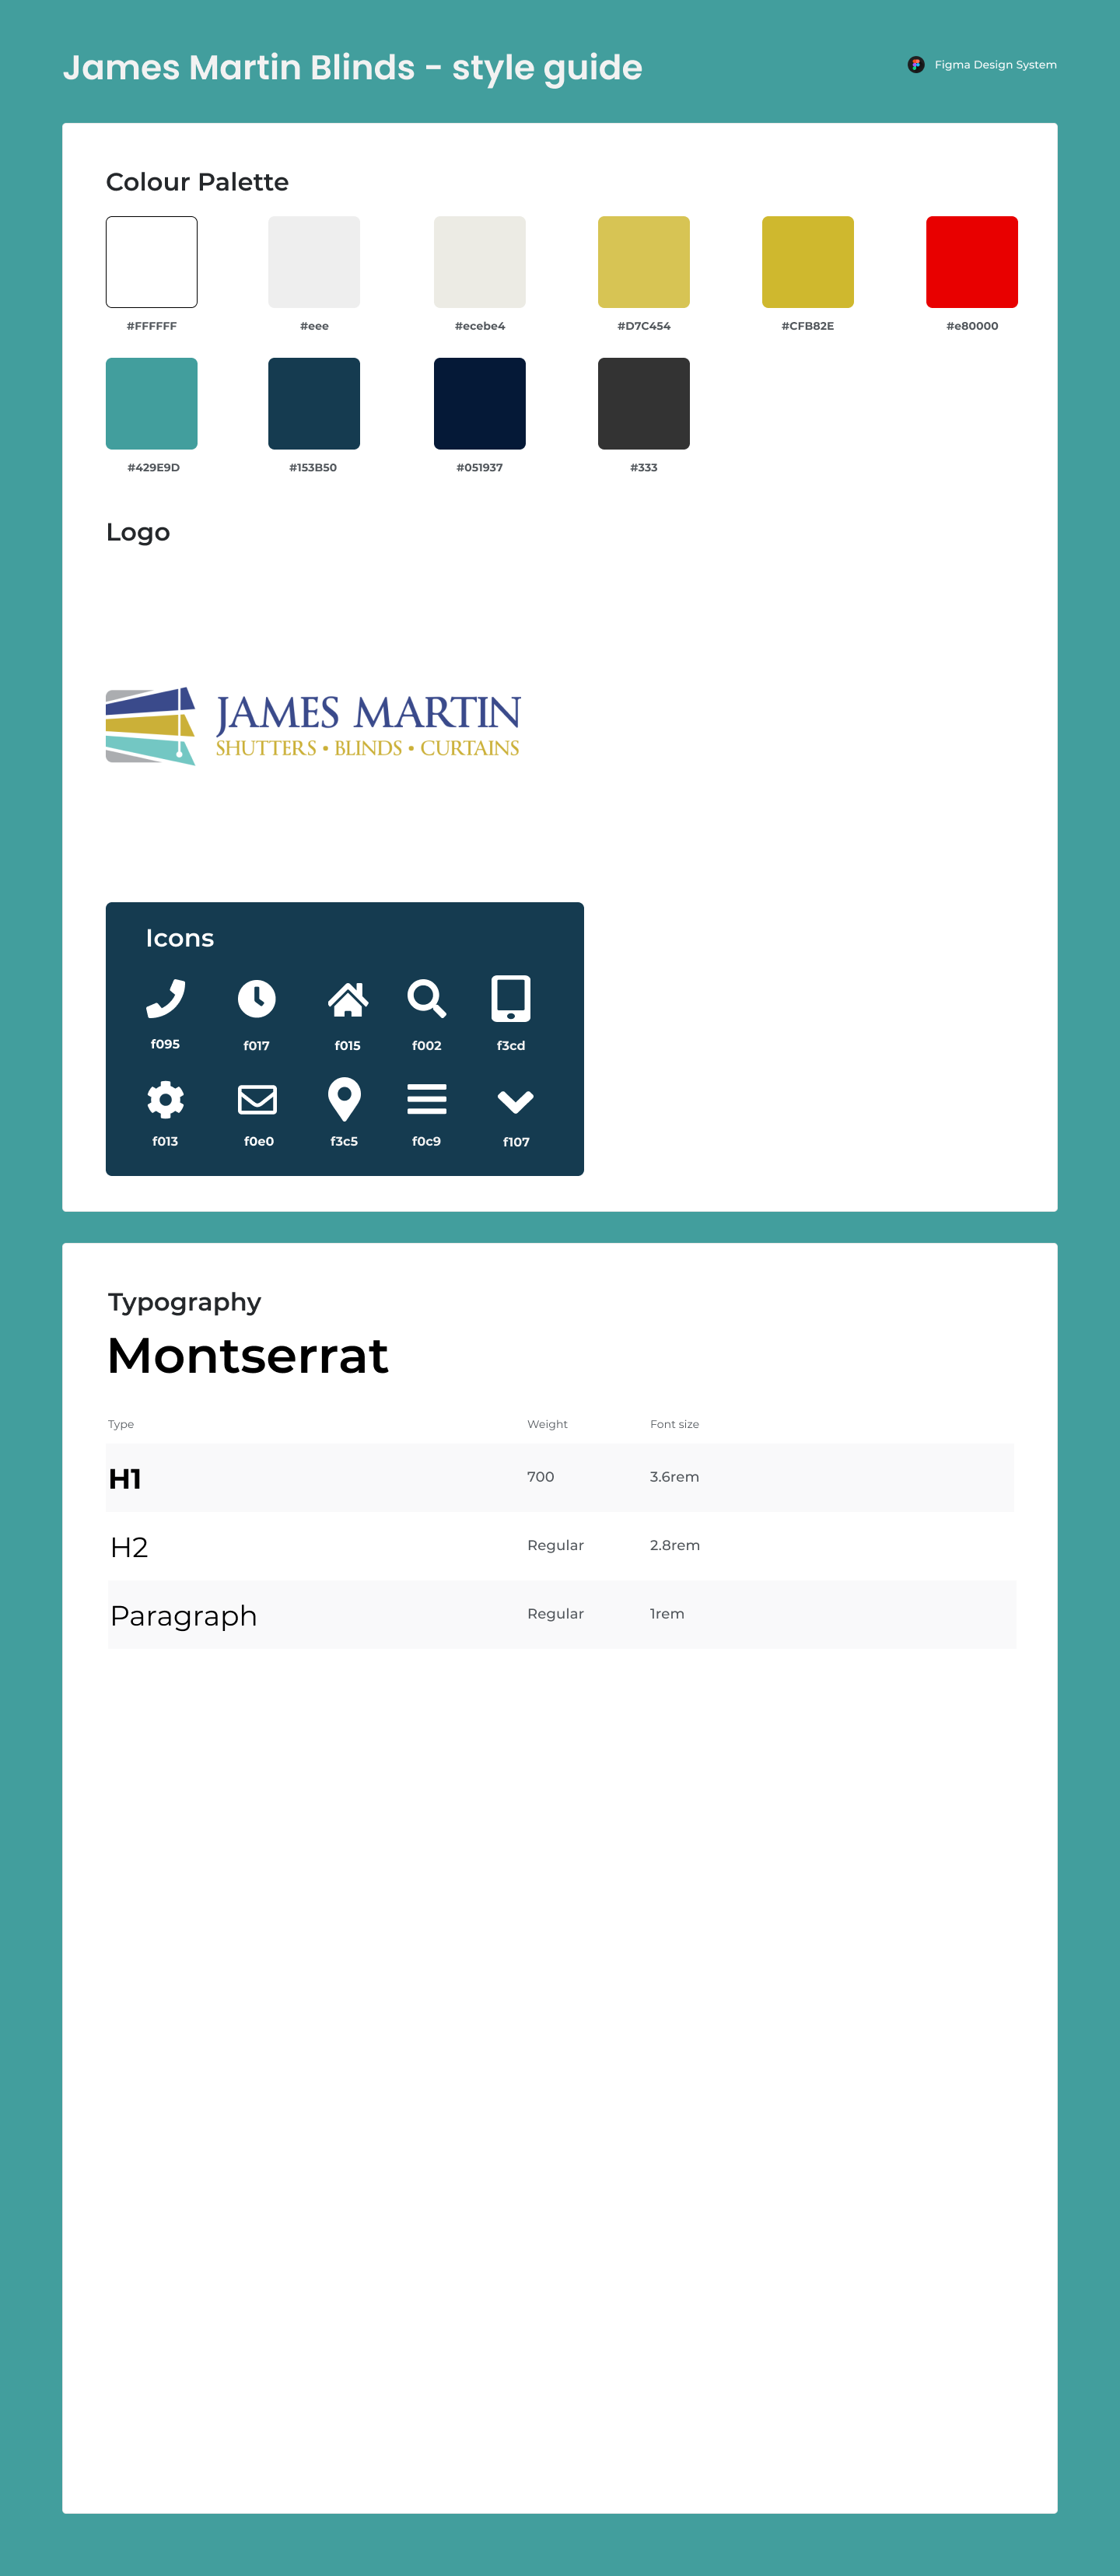 James Martin Blinds - style guide
Figma Design System
Colour Palette
#FFFFFF
#eee
#ecebe4
#D7C454
#CFB82E
#e80000
#429E9D
#153B50
#051937
#333
Logo
JAMES MARTIN
SHUTTERS • BLINDS • CURTAINS
Icons
f095
f017
f015
f002
f3cd
f013
f0e0
f3c5
f0c9
f107
Typography
Montserrat
Type Weight Font size
H1 700 3.6rem
H2 Regular 2.8rem
Paragraph Regular 1rem